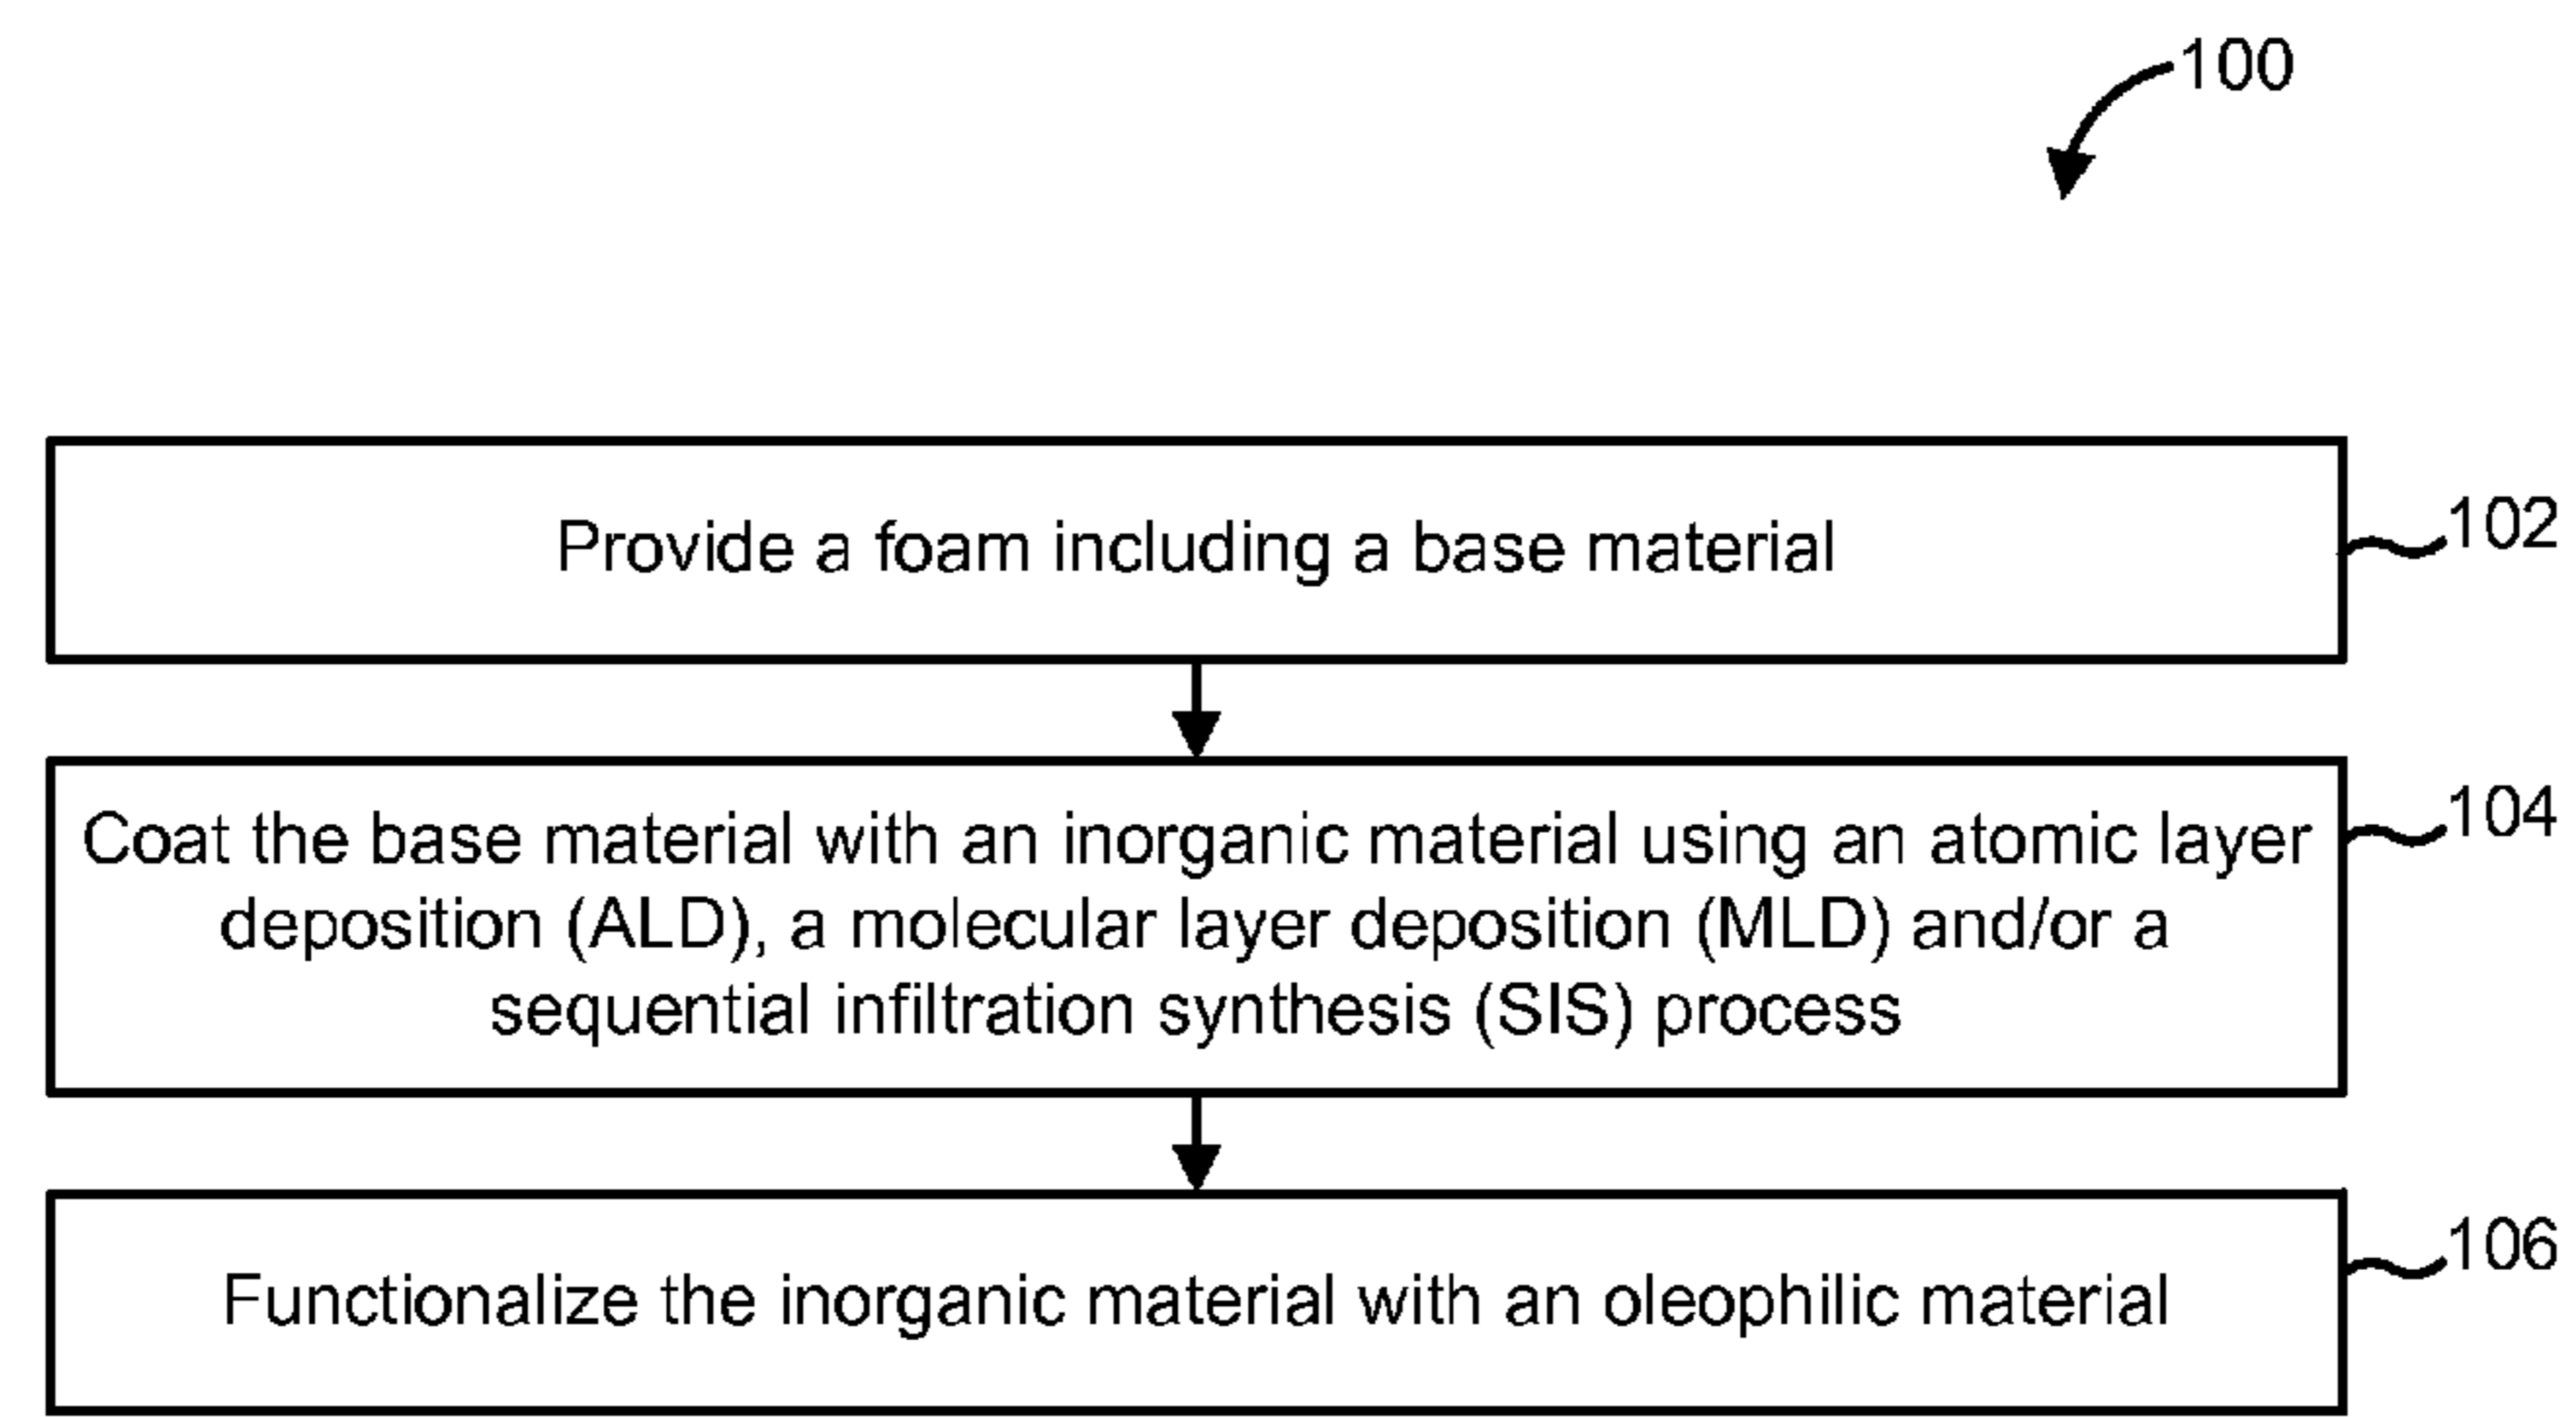 100
Provide a foam including a base material
102
Coat the base material with an inorganic material using an atomic layer
deposition (ALD), a molecular layer deposition (MLD) and/or a
sequential infiltration synthesis (SIS) process
104
Functionalize the inorganic material with an oleophilic material
106